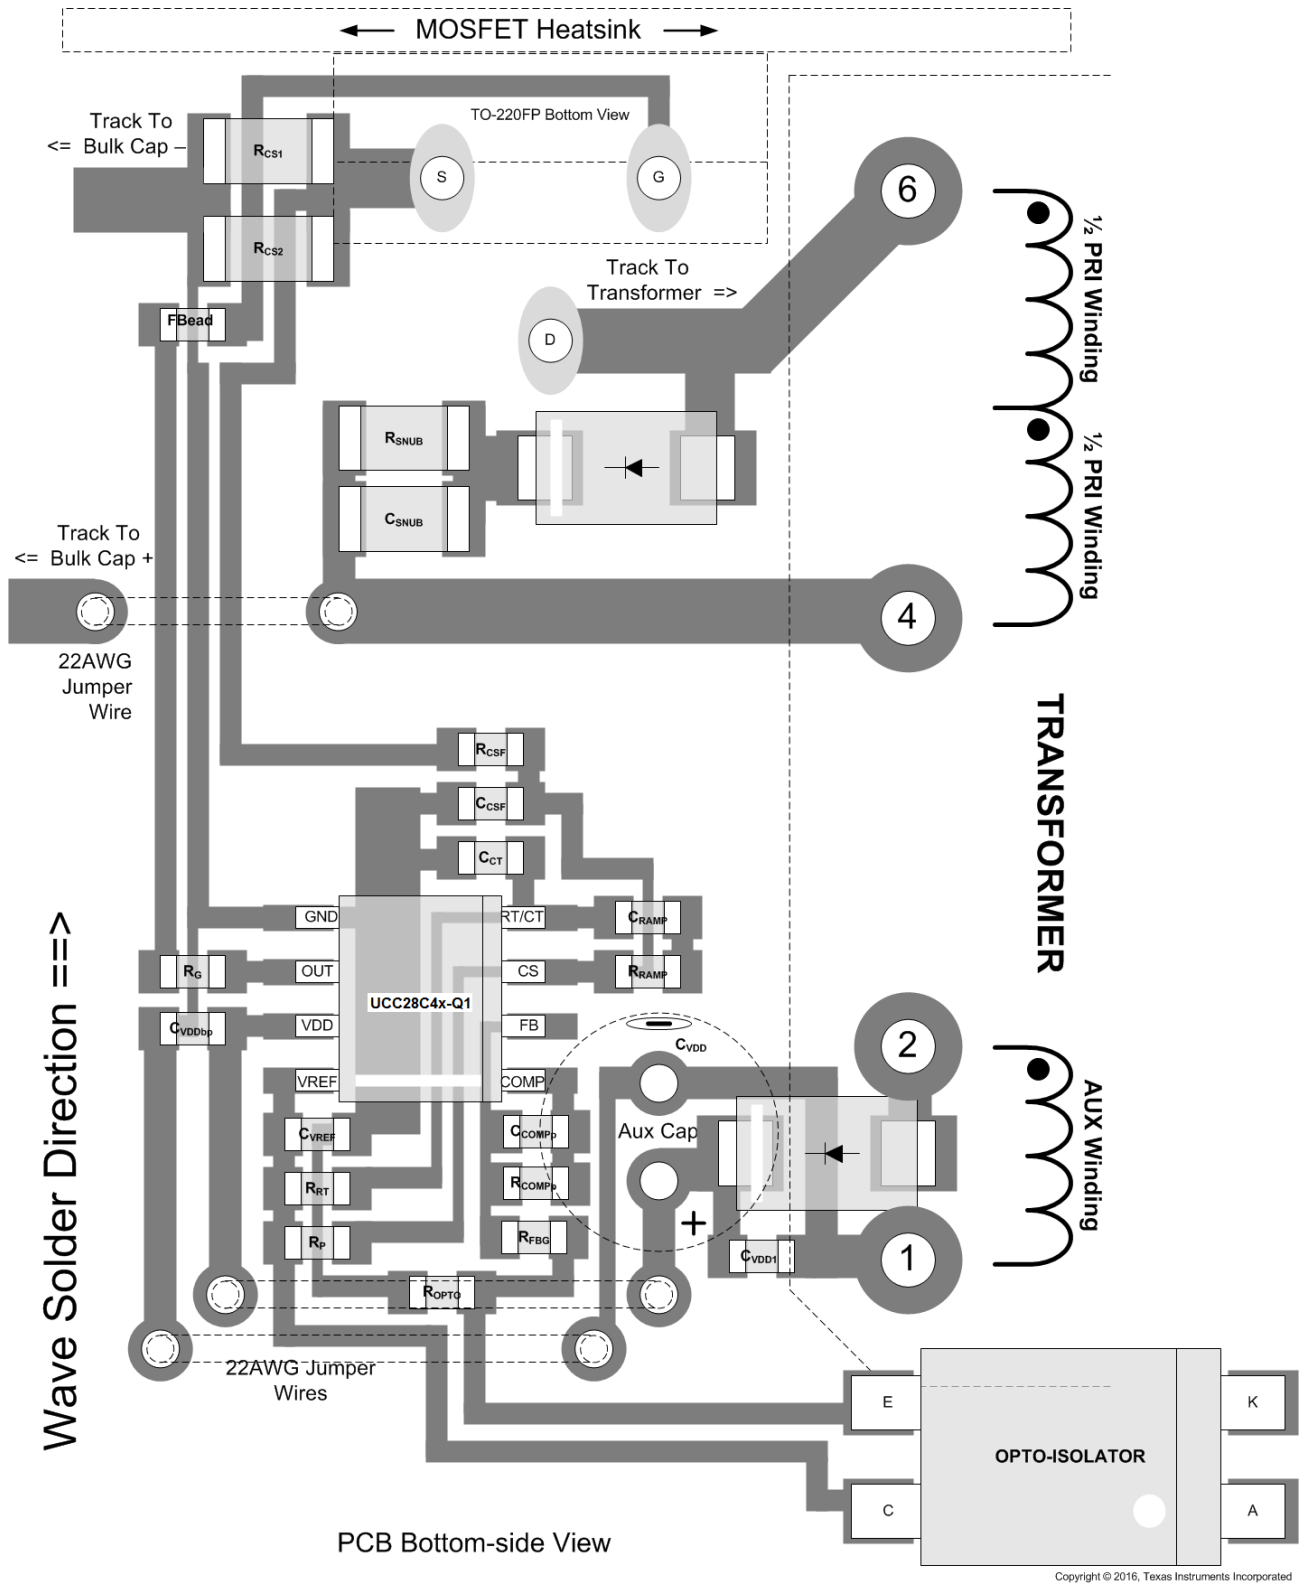 MOSFET Heatsink
TO-220FP Bottom View
Track To
<= Bulk Cap –
RCS1
S
G
6
RCS2
½ PRI Winding
Track To
Transformer =>
FBead
D
RSNUB
½ PRI Winding
CSNUB
Track To
<= Bulk Cap +
4
22AWG
Jumper
Wire
TRANSFORMER
RCSF
CCSF
CCT
GND
RT/CT
CRAMP
OUT
CS
RG
RRAMP
UCC28C4x-Q1
VDD
FB
CVDDbp
CVDD
2
VREF
COMP
CVREF
CCOMPp
Aux Cap
AUX Winding
RRT
RCOMPp
+
RP
RFBG
CVDD1
1
ROPTO
22AWG Jumper
Wires
Wave Solder Direction ==>
E
K
OPTO-ISOLATOR
C
A
PCB Bottom-side View
Copyright © 2016, Texas Instruments Incorporated